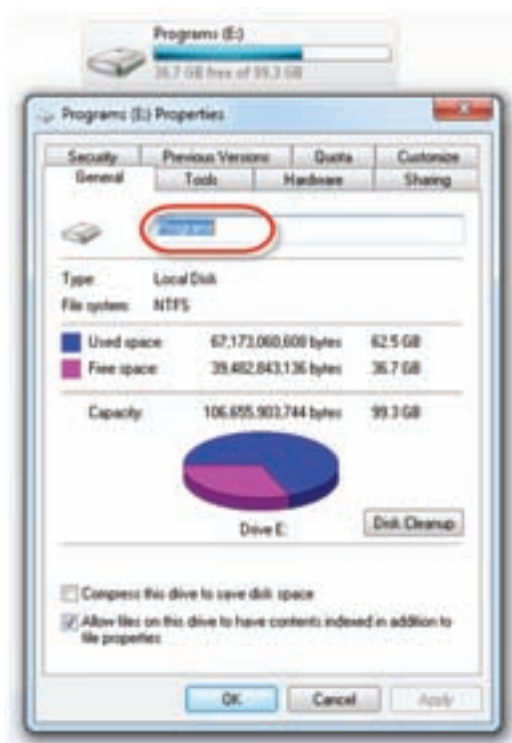 Programs (E:)
36.7 GB free of 99.3 GB
Programs (E:) Properties
Security Previous Versions Quota Customize
General Tools Hardware Sharing
Programs
Type: Local Disk
File system: NTFS
Used space: 67,173,060,608 bytes 62.5 GB
Free space: 39,482,843,136 bytes 36.7 GB
Capacity: 106,655,903,744 bytes 99.3 GB
Drive E:
Disk Cleanup
Compress this drive to save disk space
Allow files on this drive to have contents indexed in addition to
file properties
OK Cancel Apply